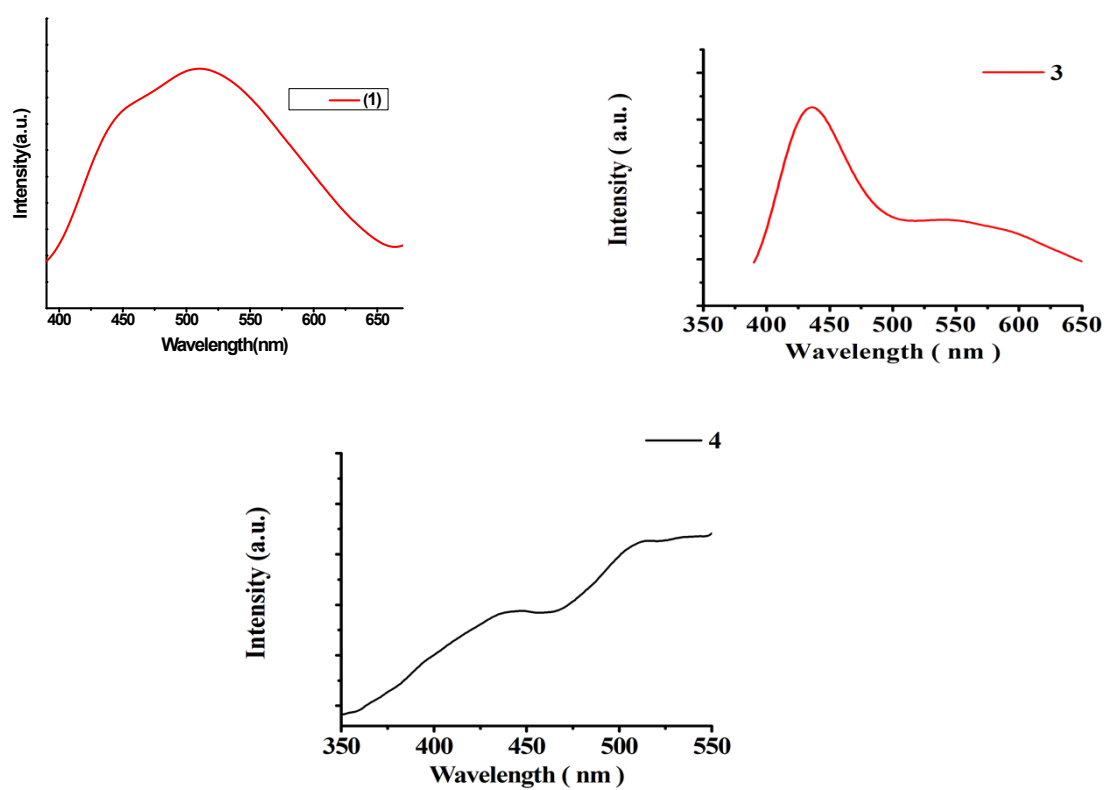 (1)
Intensity(a.u.)
400 450 500 550 600 650
Wavelength(nm)
3
Intensity ( a.u. )
350 400 450 500 550 600 650
Wavelength ( nm )
4
Intensity (a.u.)
350 400 450 500 550
Wavelength ( nm )